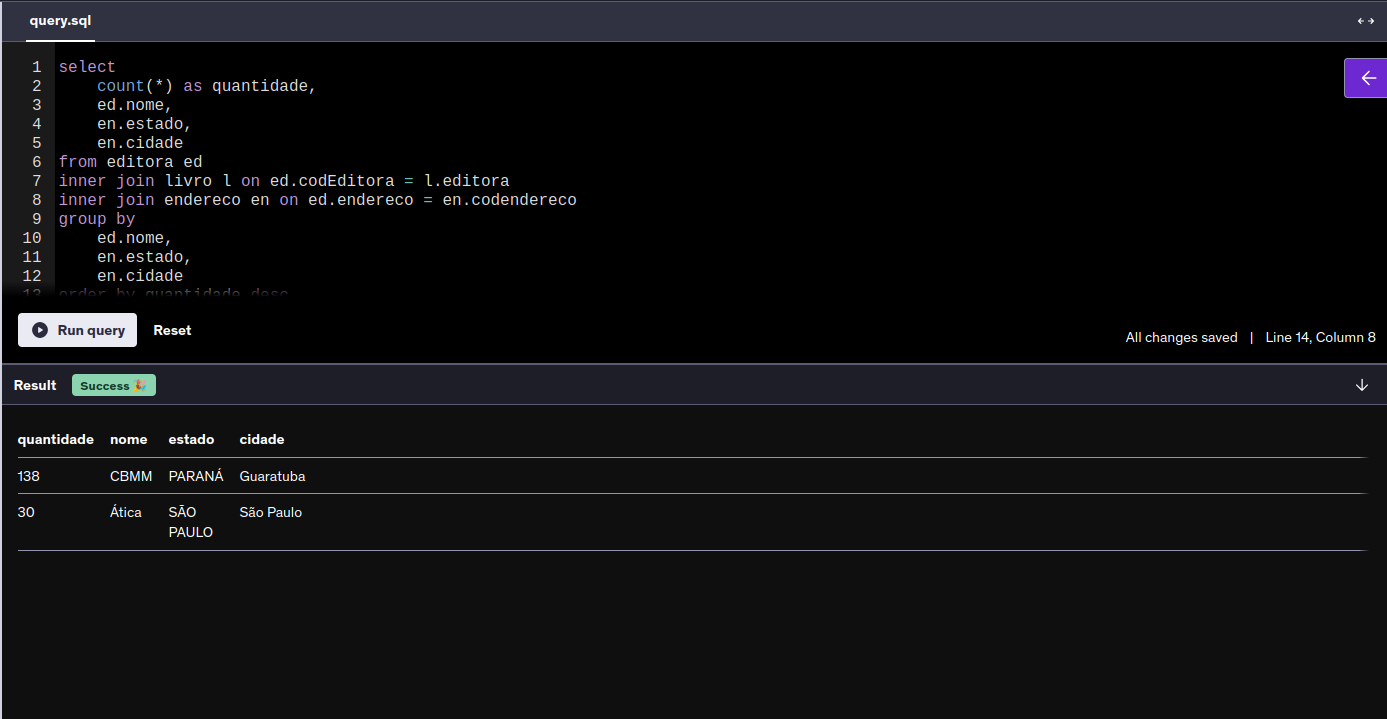 query.sql
1 select
2 count(*) as quantidade,
3 ed.nome,
4 en.estado,
5 en.cidade
6 from editora ed
7 inner join livro l on ed.codEditora = l.editora
8 inner join endereco en on ed.endereco = en.codendereco
9 group by
10 ed.nome,
11 en.estado,
12 en.cidade
13 order by quantidade desc
Run query Reset
All changes saved | Line 14, Column 8
Result Success 🎉
quantidade nome estado cidade
138 CBMM PARANÁ Guaratuba
30 Ática SÃO São Paulo
PAULO